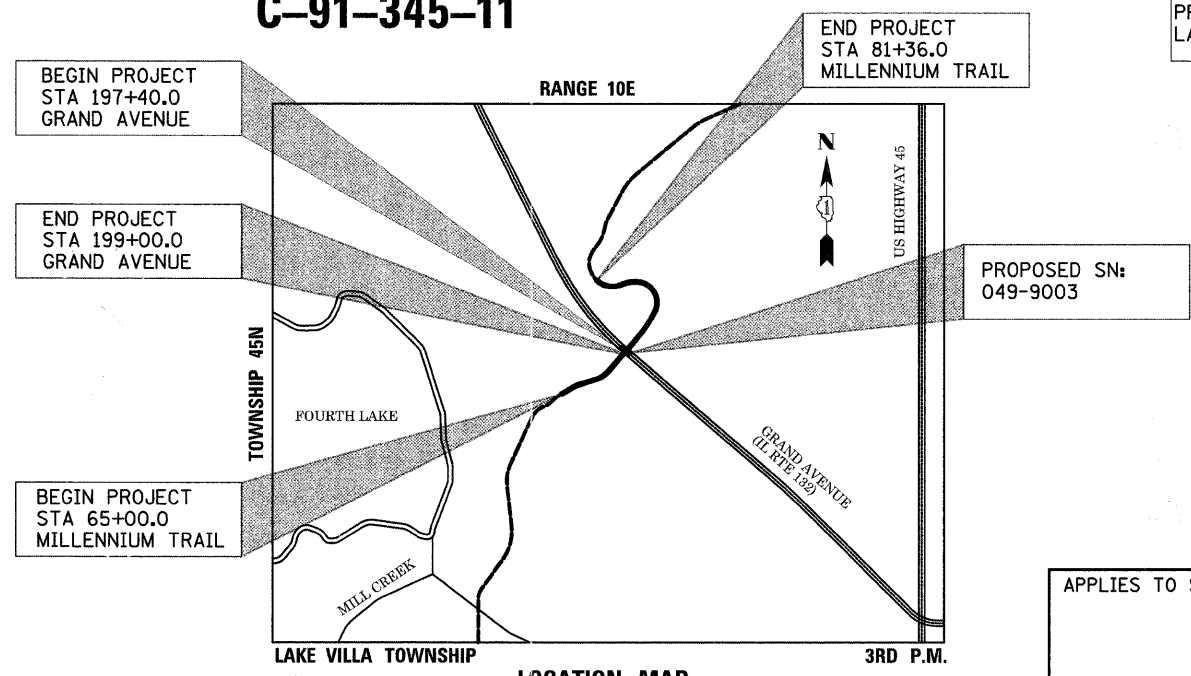 C-91-345-11
END PROJECT
STA 81+36.0
MILLENNIUM TRAIL
BEGIN PROJECT
STA 197+40.0
GRAND AVENUE
RANGE 10E
N
1
US HIGHWAY 45
END PROJECT
STA 199+00.0
GRAND AVENUE
PROPOSED SN:
049-9003
TOWNSHIP 45N
FOURTH LAKE
GRAND AVENUE
(IL RTE 132)
BEGIN PROJECT
STA 65+00.0
MILLENNIUM TRAIL
MILL CREEK
APPLIES TO
LAKE VILLA TOWNSHIP
3RD P.M.
LOCATION MAP